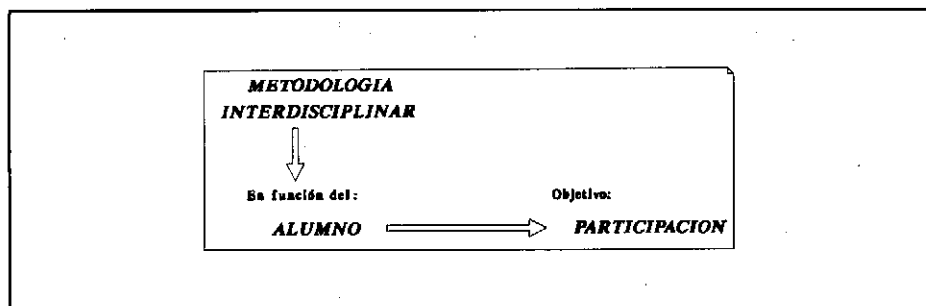 METODOLOGIA
INTERDISCIPLINAR
En función del:
Objetivo:
ALUMNO
PARTICIPACION